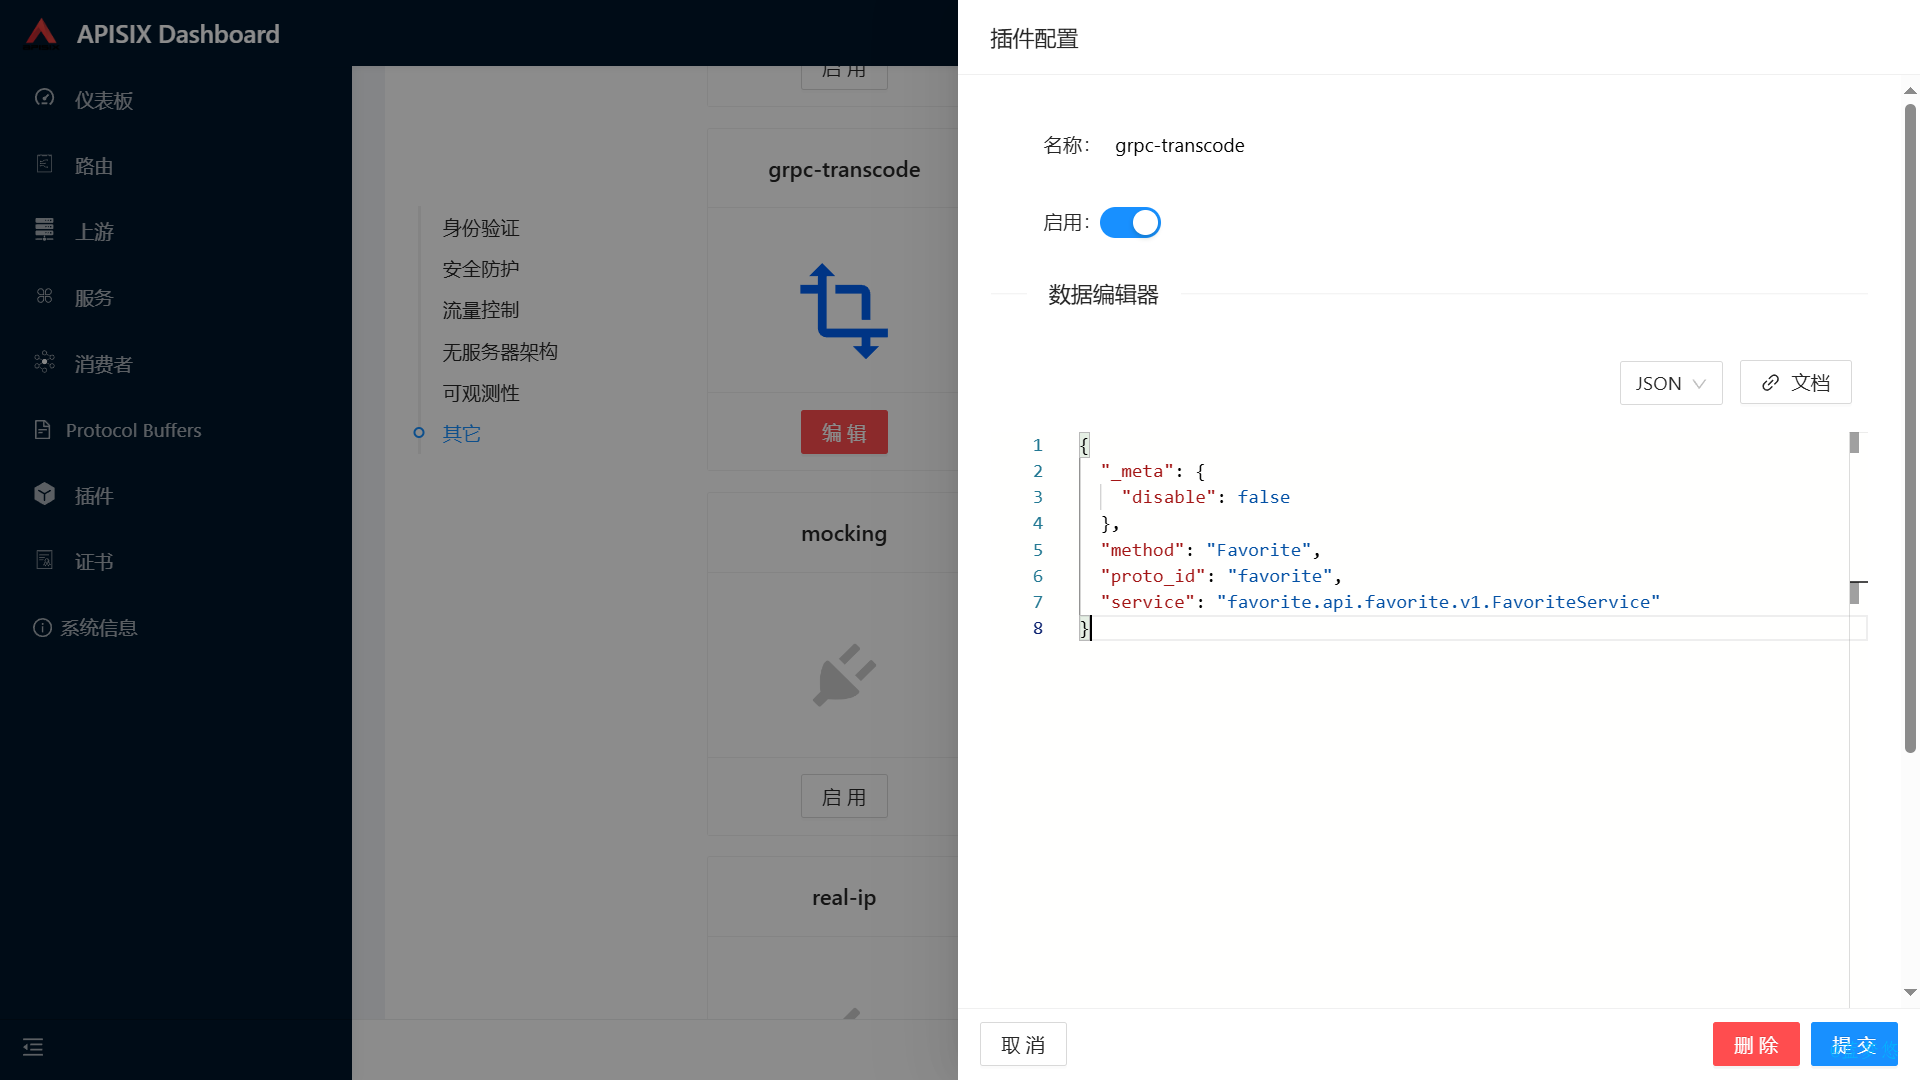 APISIX Dashboard
仪表板
路由
上游
服务
消费者
Protocol Buffers
插件
证书
系统信息
身份验证
安全防护
流量控制
无服务器架构
可观测性
其它
启 用
grpc-transcode
编 辑
mocking
启 用
real-ip
插件配置
名称： grpc-transcode
启用：
数据编辑器
JSON
文档
1 {
2 "_meta": {
3 "disable": false
4 },
5 "method": "Favorite",
6 "proto_id": "favorite",
7 "service": "favorite.api.favorite.v1.FavoriteService"
8 }
取 消
删 除
提 交